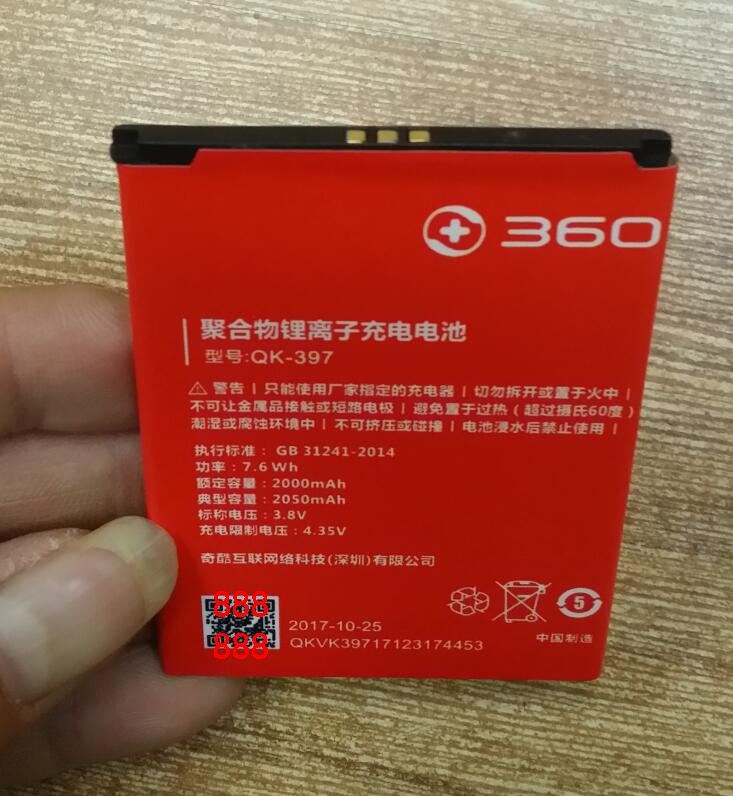 360
聚合物锂离子充电电池
型号:QK-397
警告 | 只能使用厂家指定的充电器 | 切勿拆开或置于火中 |
不可让金属品接触或短路电极 | 避免置于过热(超过摄氏60度)
潮湿或腐蚀环境中 | 不可挤压或碰撞 | 电池浸水后禁止使用 |
执行标准: GB 31241-2014
功率: 7.6 Wh
额定容量: 2000mAh
典型容量: 2050mAh
标称电压: 3.8V
充电限制电压: 4.35V
奇酷互联网络科技(深圳)有限公司
5
888
888
2017-10-25
QKVK39717123174453
中国制造